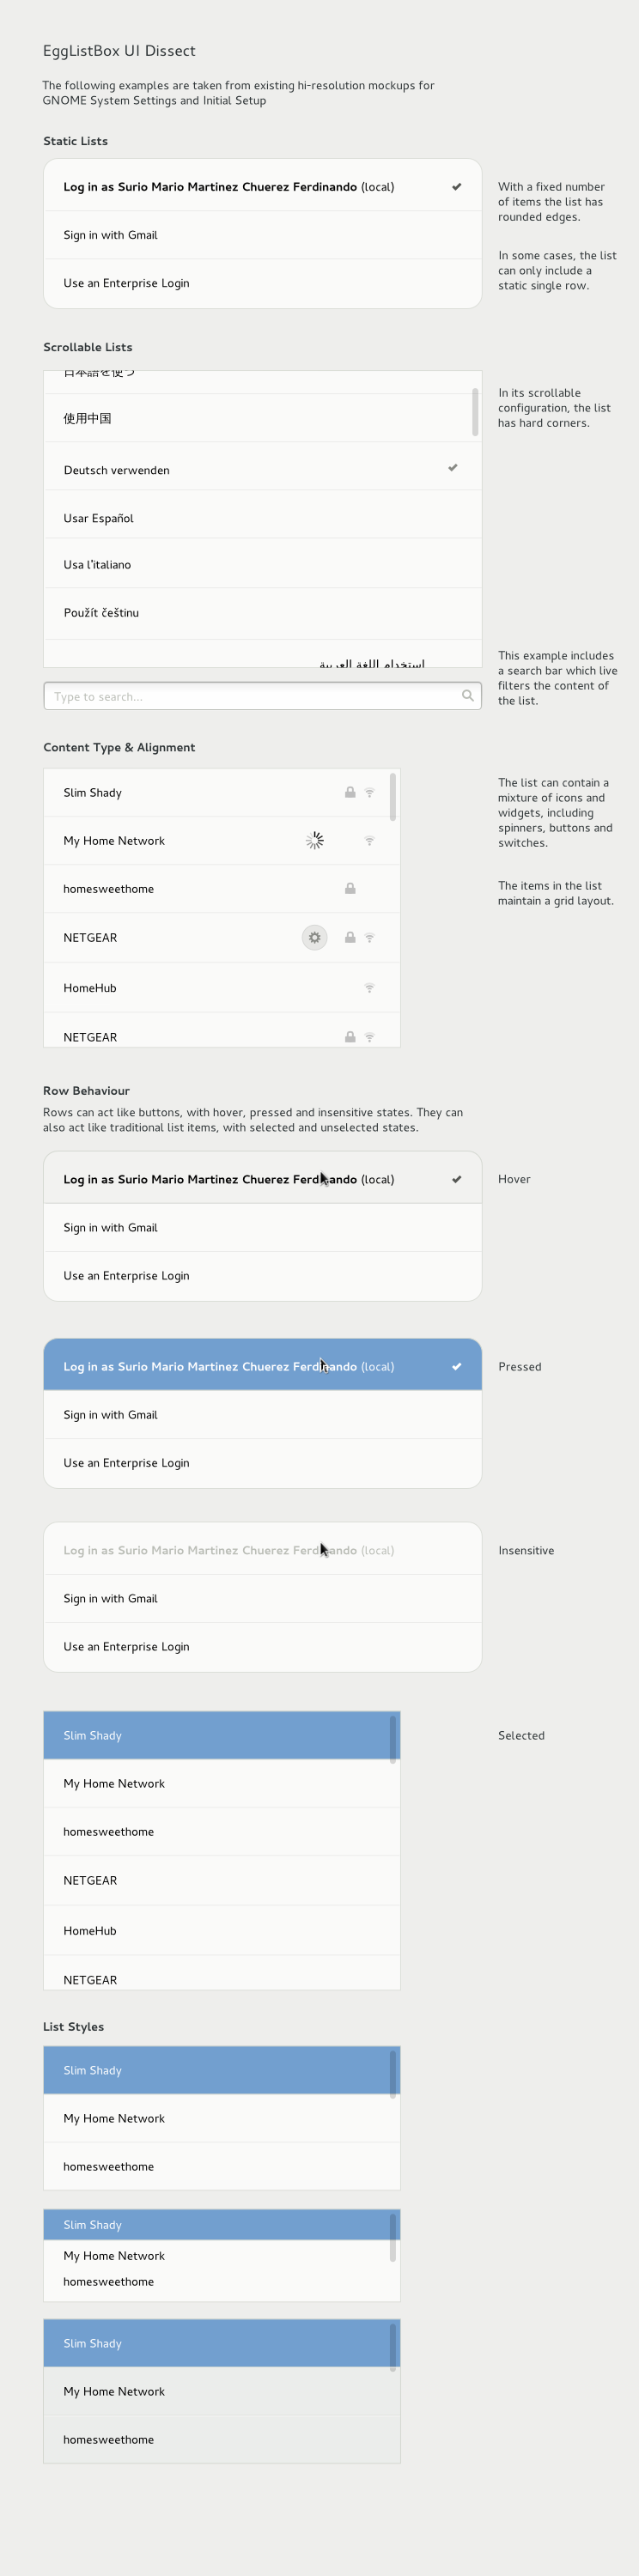 EggListBox UI Dissect
The following examples are taken from existing hi-resolution mockups for
GNOME System Settings and Initial Setup
Static Lists
Log in as Surio Mario Martinez Chuerez Ferdinando (local)
Sign in with Gmail
Use an Enterprise Login
With a fixed number
of items the list has
rounded edges.
In some cases, the list
can only include a
static single row.
Scrollable Lists
日本語を使う
使用中国
Deutsch verwenden
Usar Español
Usa l'italiano
Použít češtinu
استخدام اللغة العربية
Type to search...
In its scrollable
configuration, the list
has hard corners.
This example includes
a search bar which live
filters the content of
the list.
Content Type & Alignment
Slim Shady
My Home Network
homesweethome
NETGEAR
HomeHub
NETGEAR
The list can contain a
mixture of icons and
widgets, including
spinners, buttons and
switches.
The items in the list
maintain a grid layout.
Row Behaviour
Rows can act like buttons, with hover, pressed and insensitive states. They can
also act like traditional list items, with selected and unselected states.
Log in as Surio Mario Martinez Chuerez Ferdinando (local)
Sign in with Gmail
Use an Enterprise Login
Hover
Log in as Surio Mario Martinez Chuerez Ferdinando (local)
Sign in with Gmail
Use an Enterprise Login
Pressed
Log in as Surio Mario Martinez Chuerez Ferdinando (local)
Sign in with Gmail
Use an Enterprise Login
Insensitive
Slim Shady
My Home Network
homesweethome
NETGEAR
HomeHub
NETGEAR
Selected
List Styles
Slim Shady
My Home Network
homesweethome
Slim Shady
My Home Network
homesweethome
Slim Shady
My Home Network
homesweethome